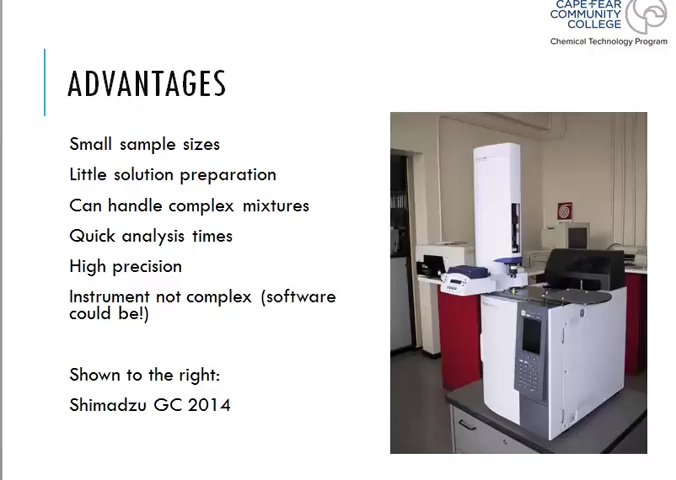 CAPE FEAR
COMMUNITY
COLLEGE
Chemical Technology Program
ADVANTAGES
Small sample sizes
Little solution preparation
Can handle complex mixtures
Quick analysis times
High precision
Instrument not complex (software
could be!)
Shown to the right:
Shimadzu GC 2014